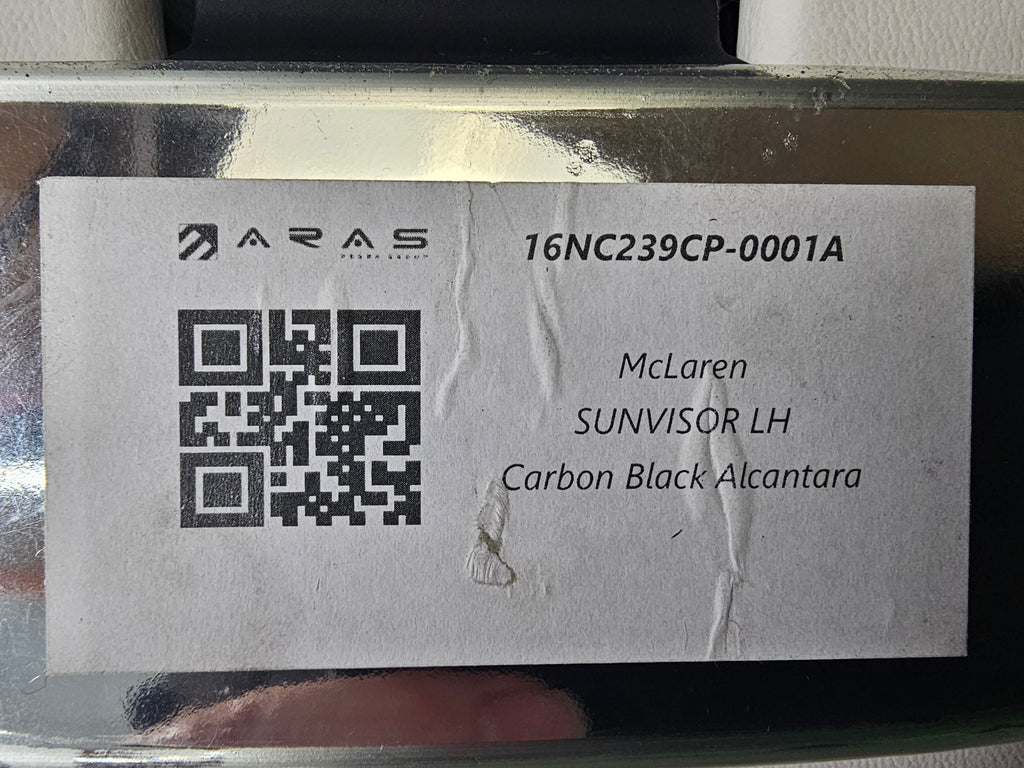 ARAS
16NC239CP-0001A
McLaren
SUNVISOR LH
Carbon Black Alcantara